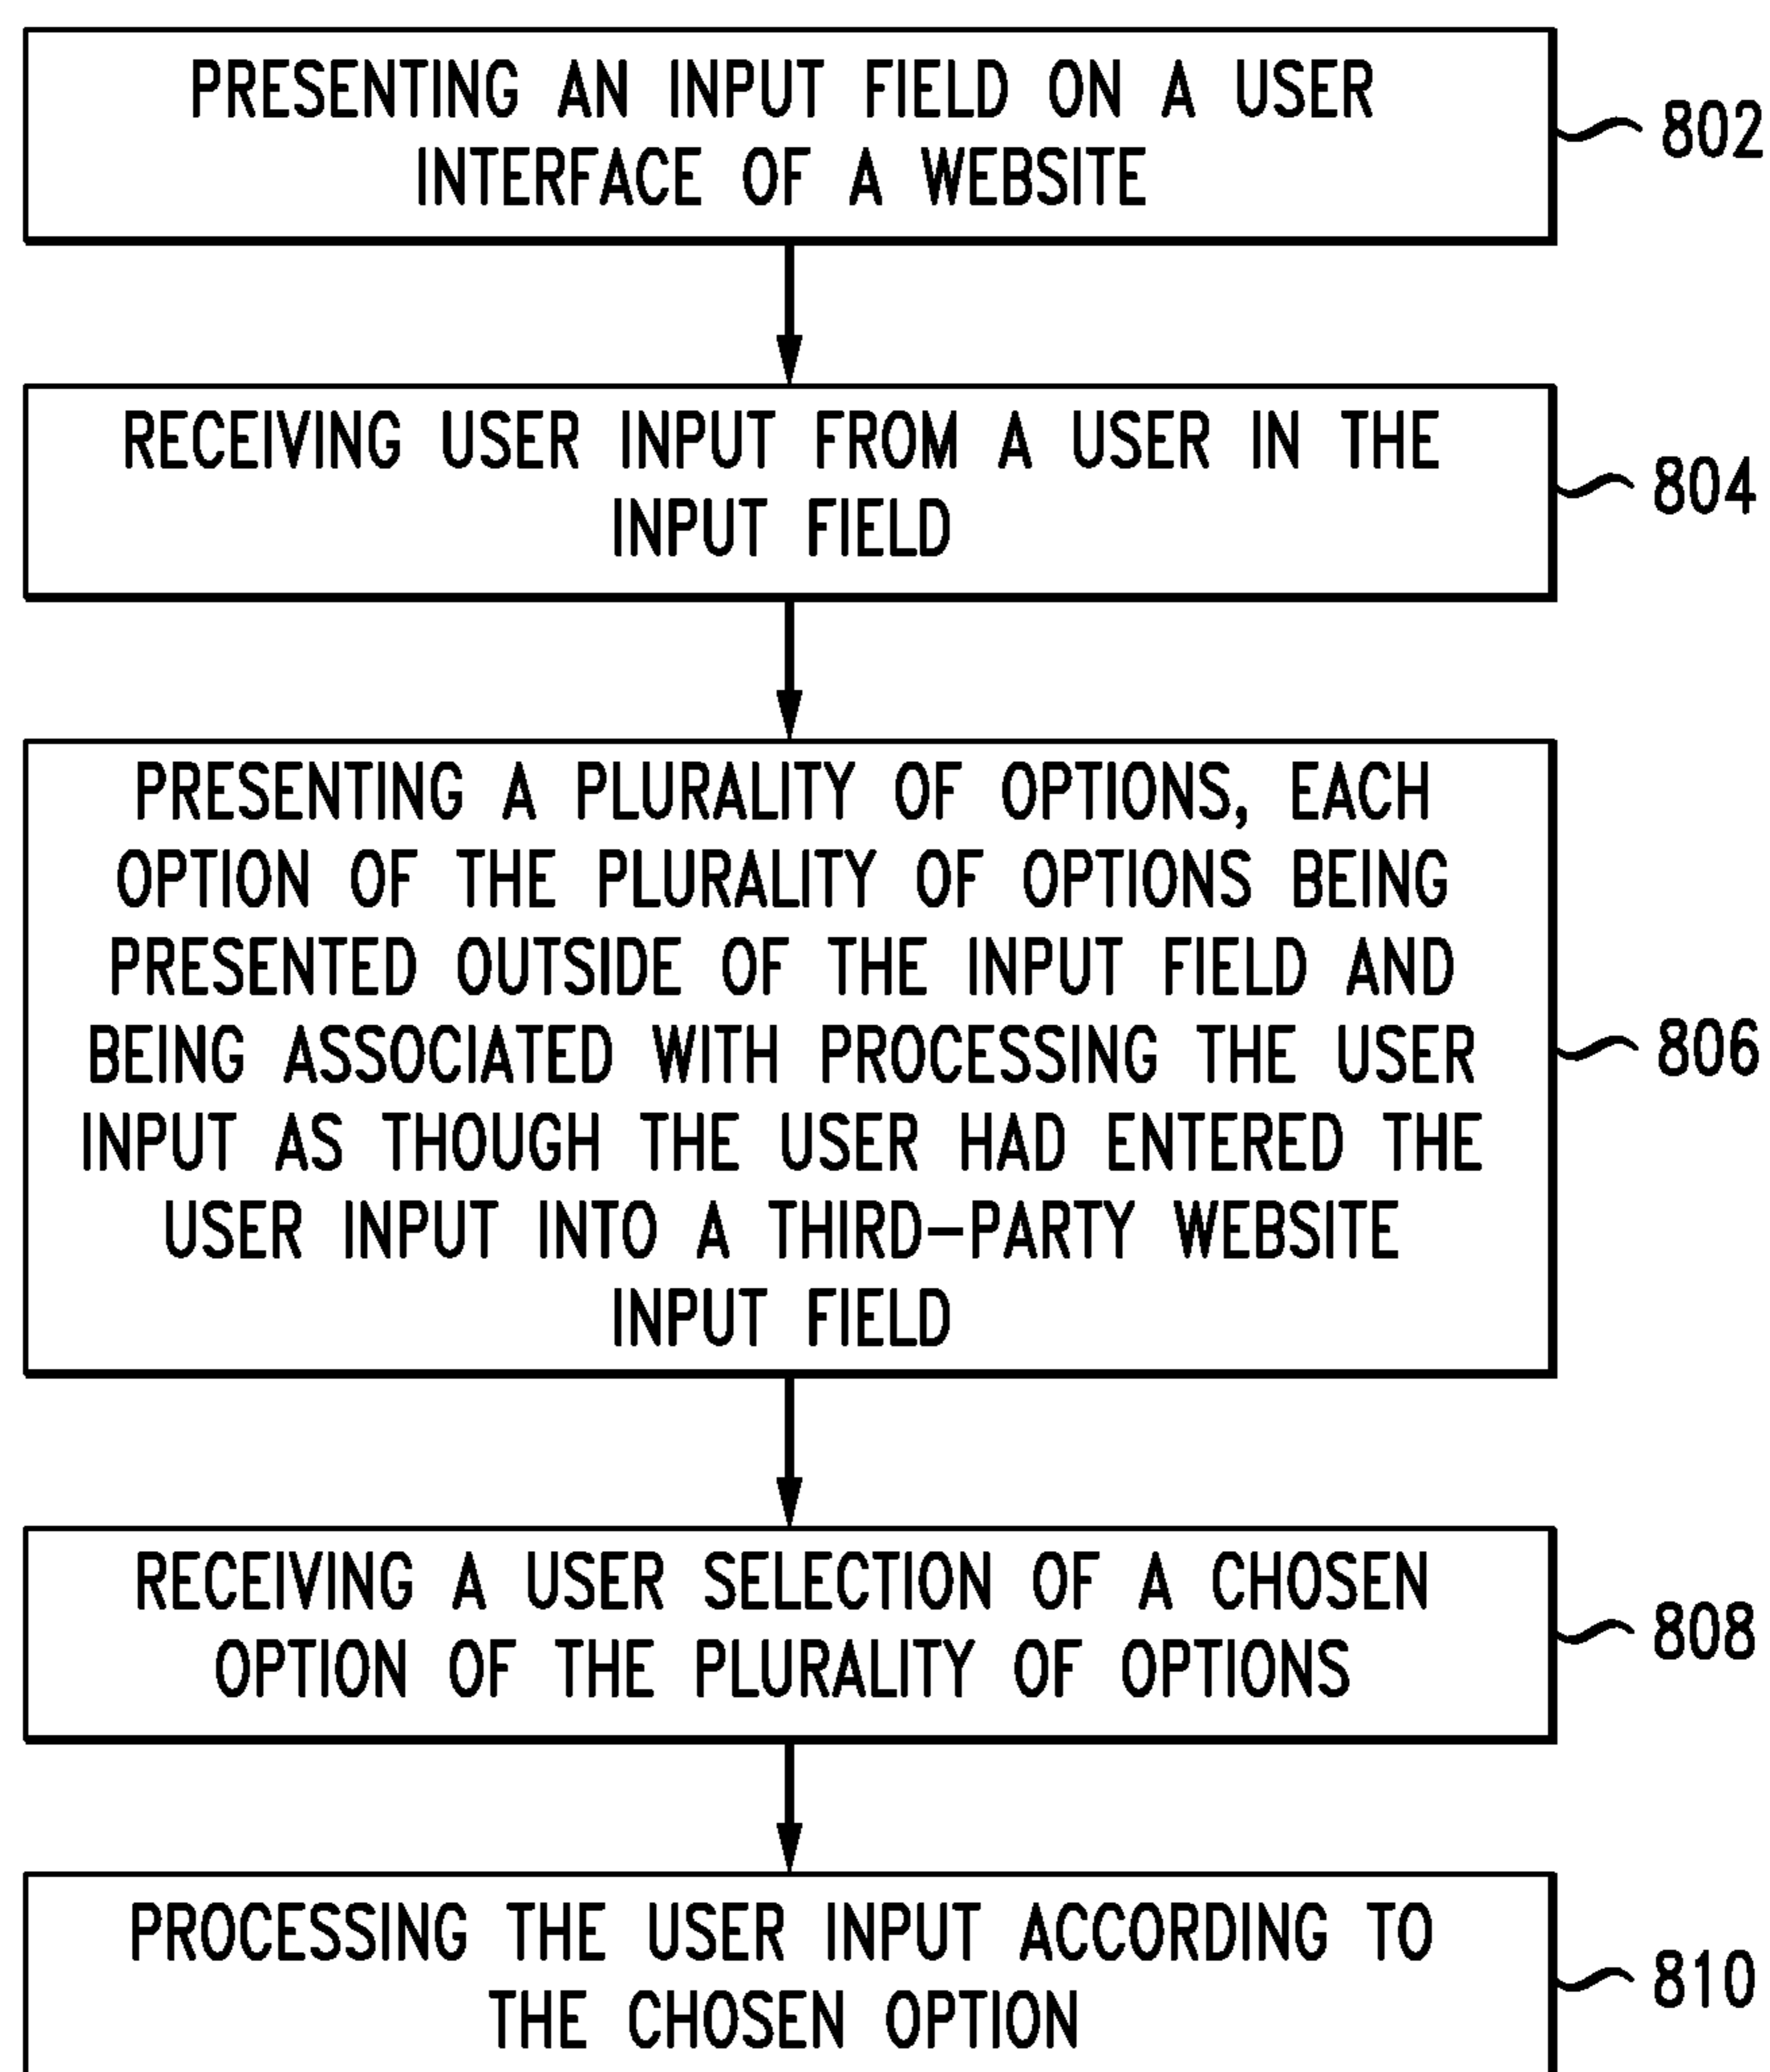 PRESENTING AN INPUT FIELD ON A USER
INTERFACE OF A WEBSITE
802
RECEIVING USER INPUT FROM A USER IN THE
INPUT FIELD
804
PRESENTING A PLURALITY OF OPTIONS, EACH
OPTION OF THE PLURALITY OF OPTIONS BEING
PRESENTED OUTSIDE OF THE INPUT FIELD AND
BEING ASSOCIATED WITH PROCESSING THE USER
INPUT AS THOUGH THE USER HAD ENTERED THE
USER INPUT INTO A THIRD-PARTY WEBSITE
INPUT FIELD
806
RECEIVING A USER SELECTION OF A CHOSEN
OPTION OF THE PLURALITY OF OPTIONS
808
PROCESSING THE USER INPUT ACCORDING TO
THE CHOSEN OPTION
810